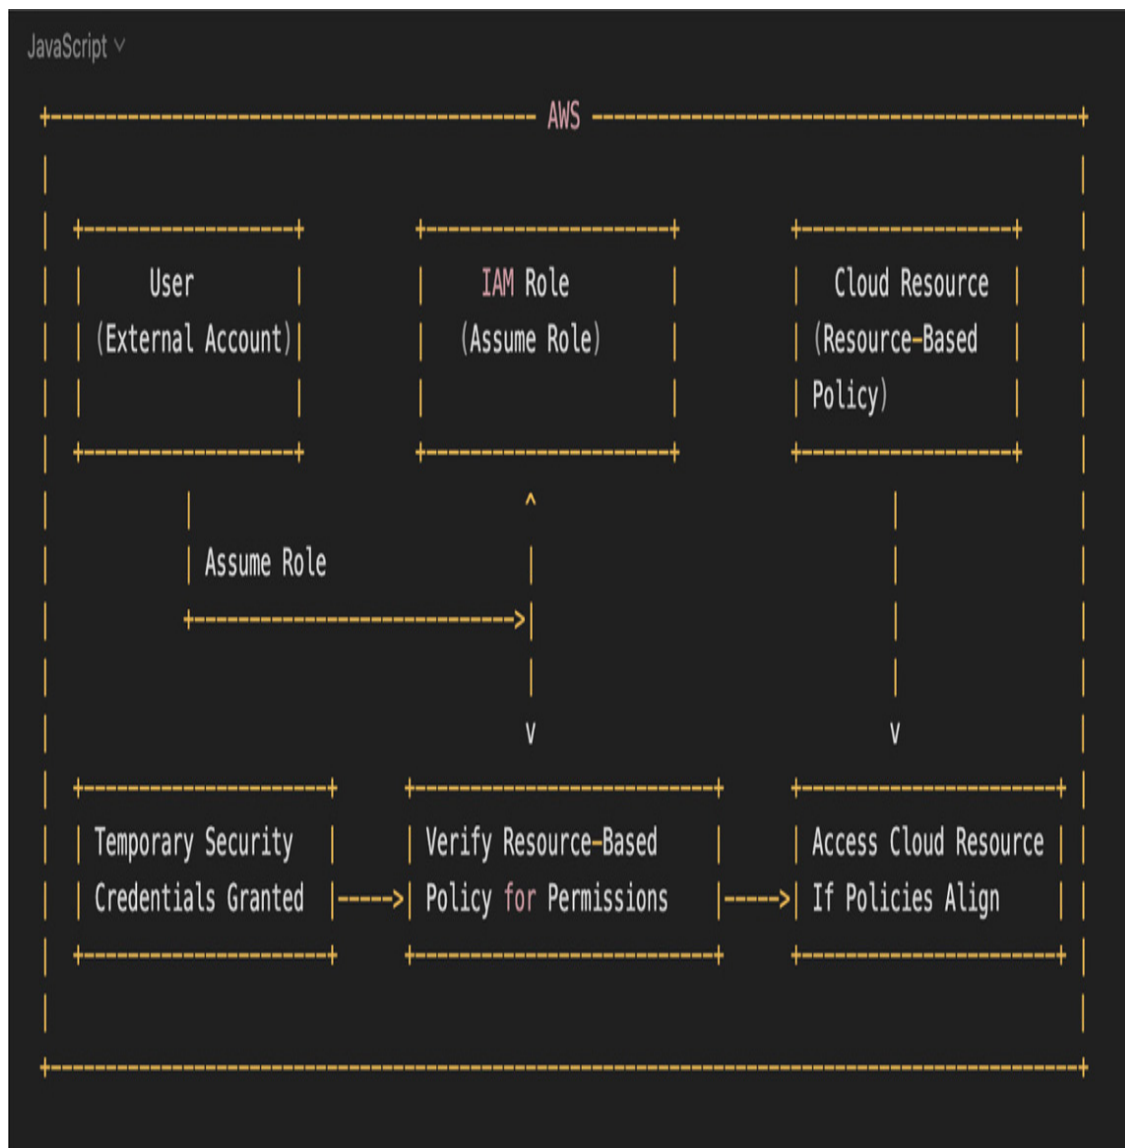 JavaScript
AWS
User
(External Account)
IAM Role
(Assume Role)
Cloud Resource
(Resource-Based
Policy)
Assume Role
v
v
Temporary Security
Credentials Granted
Verify Resource-Based
Policy for Permissions
Access Cloud Resource
If Policies Align